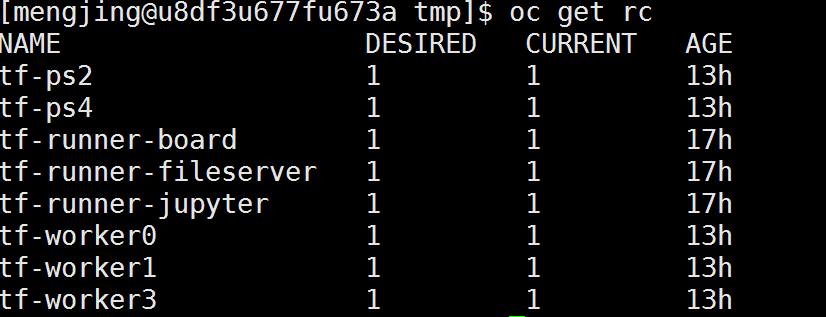 [mengjing@u8df3u677fu673a tmp]$ oc get rc
NAME DESIRED CURRENT AGE
tf-ps2 1 1 13h
tf-ps4 1 1 13h
tf-runner-board 1 1 17h
tf-runner-fileserver 1 1 17h
tf-runner-jupyter 1 1 17h
tf-worker0 1 1 13h
tf-worker1 1 1 13h
tf-worker3 1 1 13h